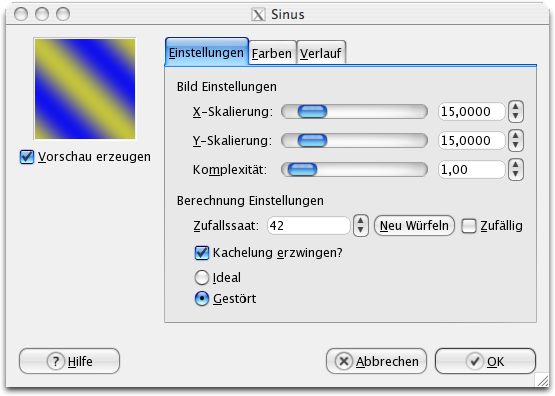 Sinus
Einstellungen Farben Verlauf
Bild Einstellungen
X-Skalierung: 15,0000
Y-Skalierung: 15,0000
Komplexität: 1,00
Vorschau erzeugen
Berechnung Einstellungen
Zufallssaat: 42 Neu Würfeln Zufällig
Kachelung erzwingen?
Ideal
Gestört
Hilfe Abbrechen OK